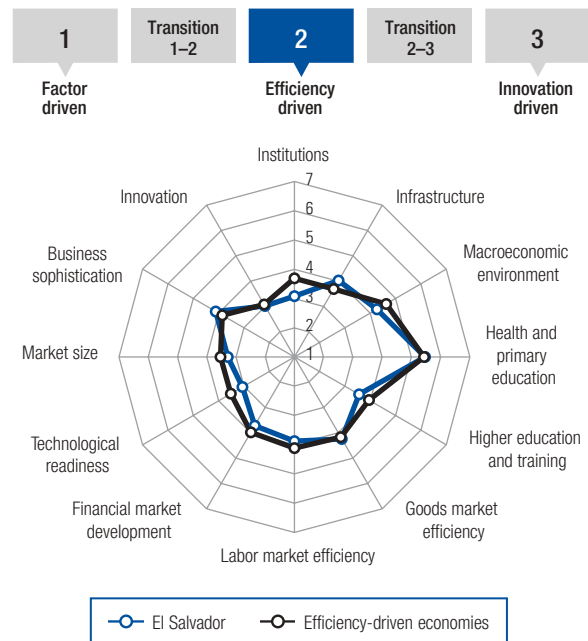 1
Transition
1–2
2
Transition
2–3
3
Factor
driven
Efficiency
driven
Innovation
driven
Institutions
Infrastructure
Macroeconomic
environment
Health and
primary
education
Higher education
and training
Goods market
efficiency
Labor market efficiency
Financial market
development
Technological
readiness
Market size
Business
sophistication
Innovation
7
6
5
4
3
2
1
El Salvador
Efficiency-driven economies